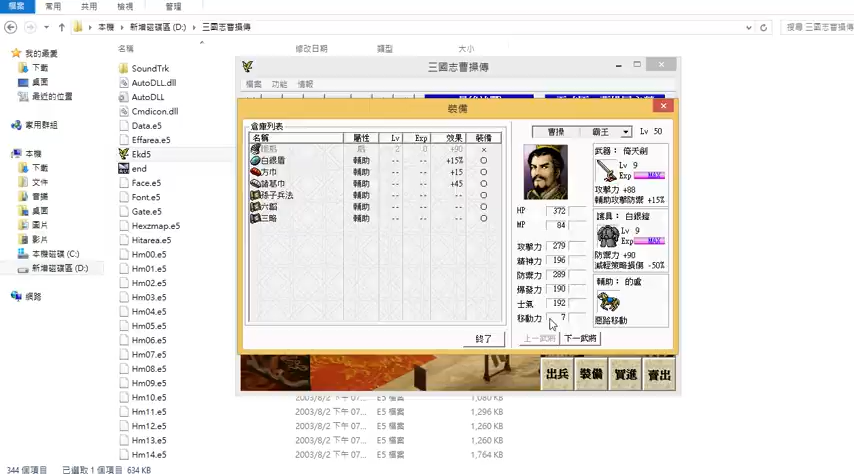 檔案 常用 共用 檢視 管理
本機 新增磁碟區 (D:) 三國志曹操傳 搜尋 三國志曹操傳
名稱 修改日期 類型 大小
我的最愛
下載
桌面
最近的位置
家用群組
本機
下載
文件
音樂
桌面
圖片
影片
本機磁碟 (C:)
新增磁碟區 (D:)
網路
SoundTrk
AutoDLL.dll
AutoDLL
Cmdicon.dll
Data.e5
Effarea.e5
Ekd5
end
Face.e5
Font.e5
Gate.e5
Hexzmap.e5
Hitarea.e5
Hm00.e5
Hm01.e5
Hm02.e5
Hm03.e5
Hm04.e5
Hm05.e5
Hm06.e5
Hm07.e5
Hm08.e5
Hm09.e5
Hm10.e5
Hm11.e5
Hm12.e5
Hm13.e5
Hm14.e5
三國志曹操傳
檔案 功能 情報
裝備
倉庫列表
名稱 屬性 Lv Exp 效果 裝備
2 0 +90 ×
白銀盾 輔助 -- -- +15% ○
方巾 輔助 -- -- +15 ○
諸葛巾 輔助 -- -- +45 ○
孫子兵法 輔助 -- -- -- ○
六韜 輔助 -- -- -- ○
三略 輔助 -- -- -- ○
終了
曹操 霸王 Lv 50
HP 372
MP 84
攻擊力 279
精神力 196
防禦力 289
爆發力 190
士氣 192
移動力 7
上一武將 下一武將
武器：倚天劍
Lv 9
Exp MAX
攻擊力 +88
輔助攻擊防禦 +15%
護具：白銀鎧
Lv 9
Exp MAX
防禦力 +90
減輕策略損傷 -50%
輔助：的盧
惡路移動
出兵 裝備 買進 賣出
2003/8/2 下午 07... E5 檔案 1,080 KB
2003/8/2 下午 07... E5 檔案 1,296 KB
2003/8/2 下午 07... E5 檔案 1,260 KB
2003/8/2 下午 07... E5 檔案 1,260 KB
2003/8/2 下午 07... E5 檔案 1,764 KB
344 個項目 已選取 1 個項目 634 KB